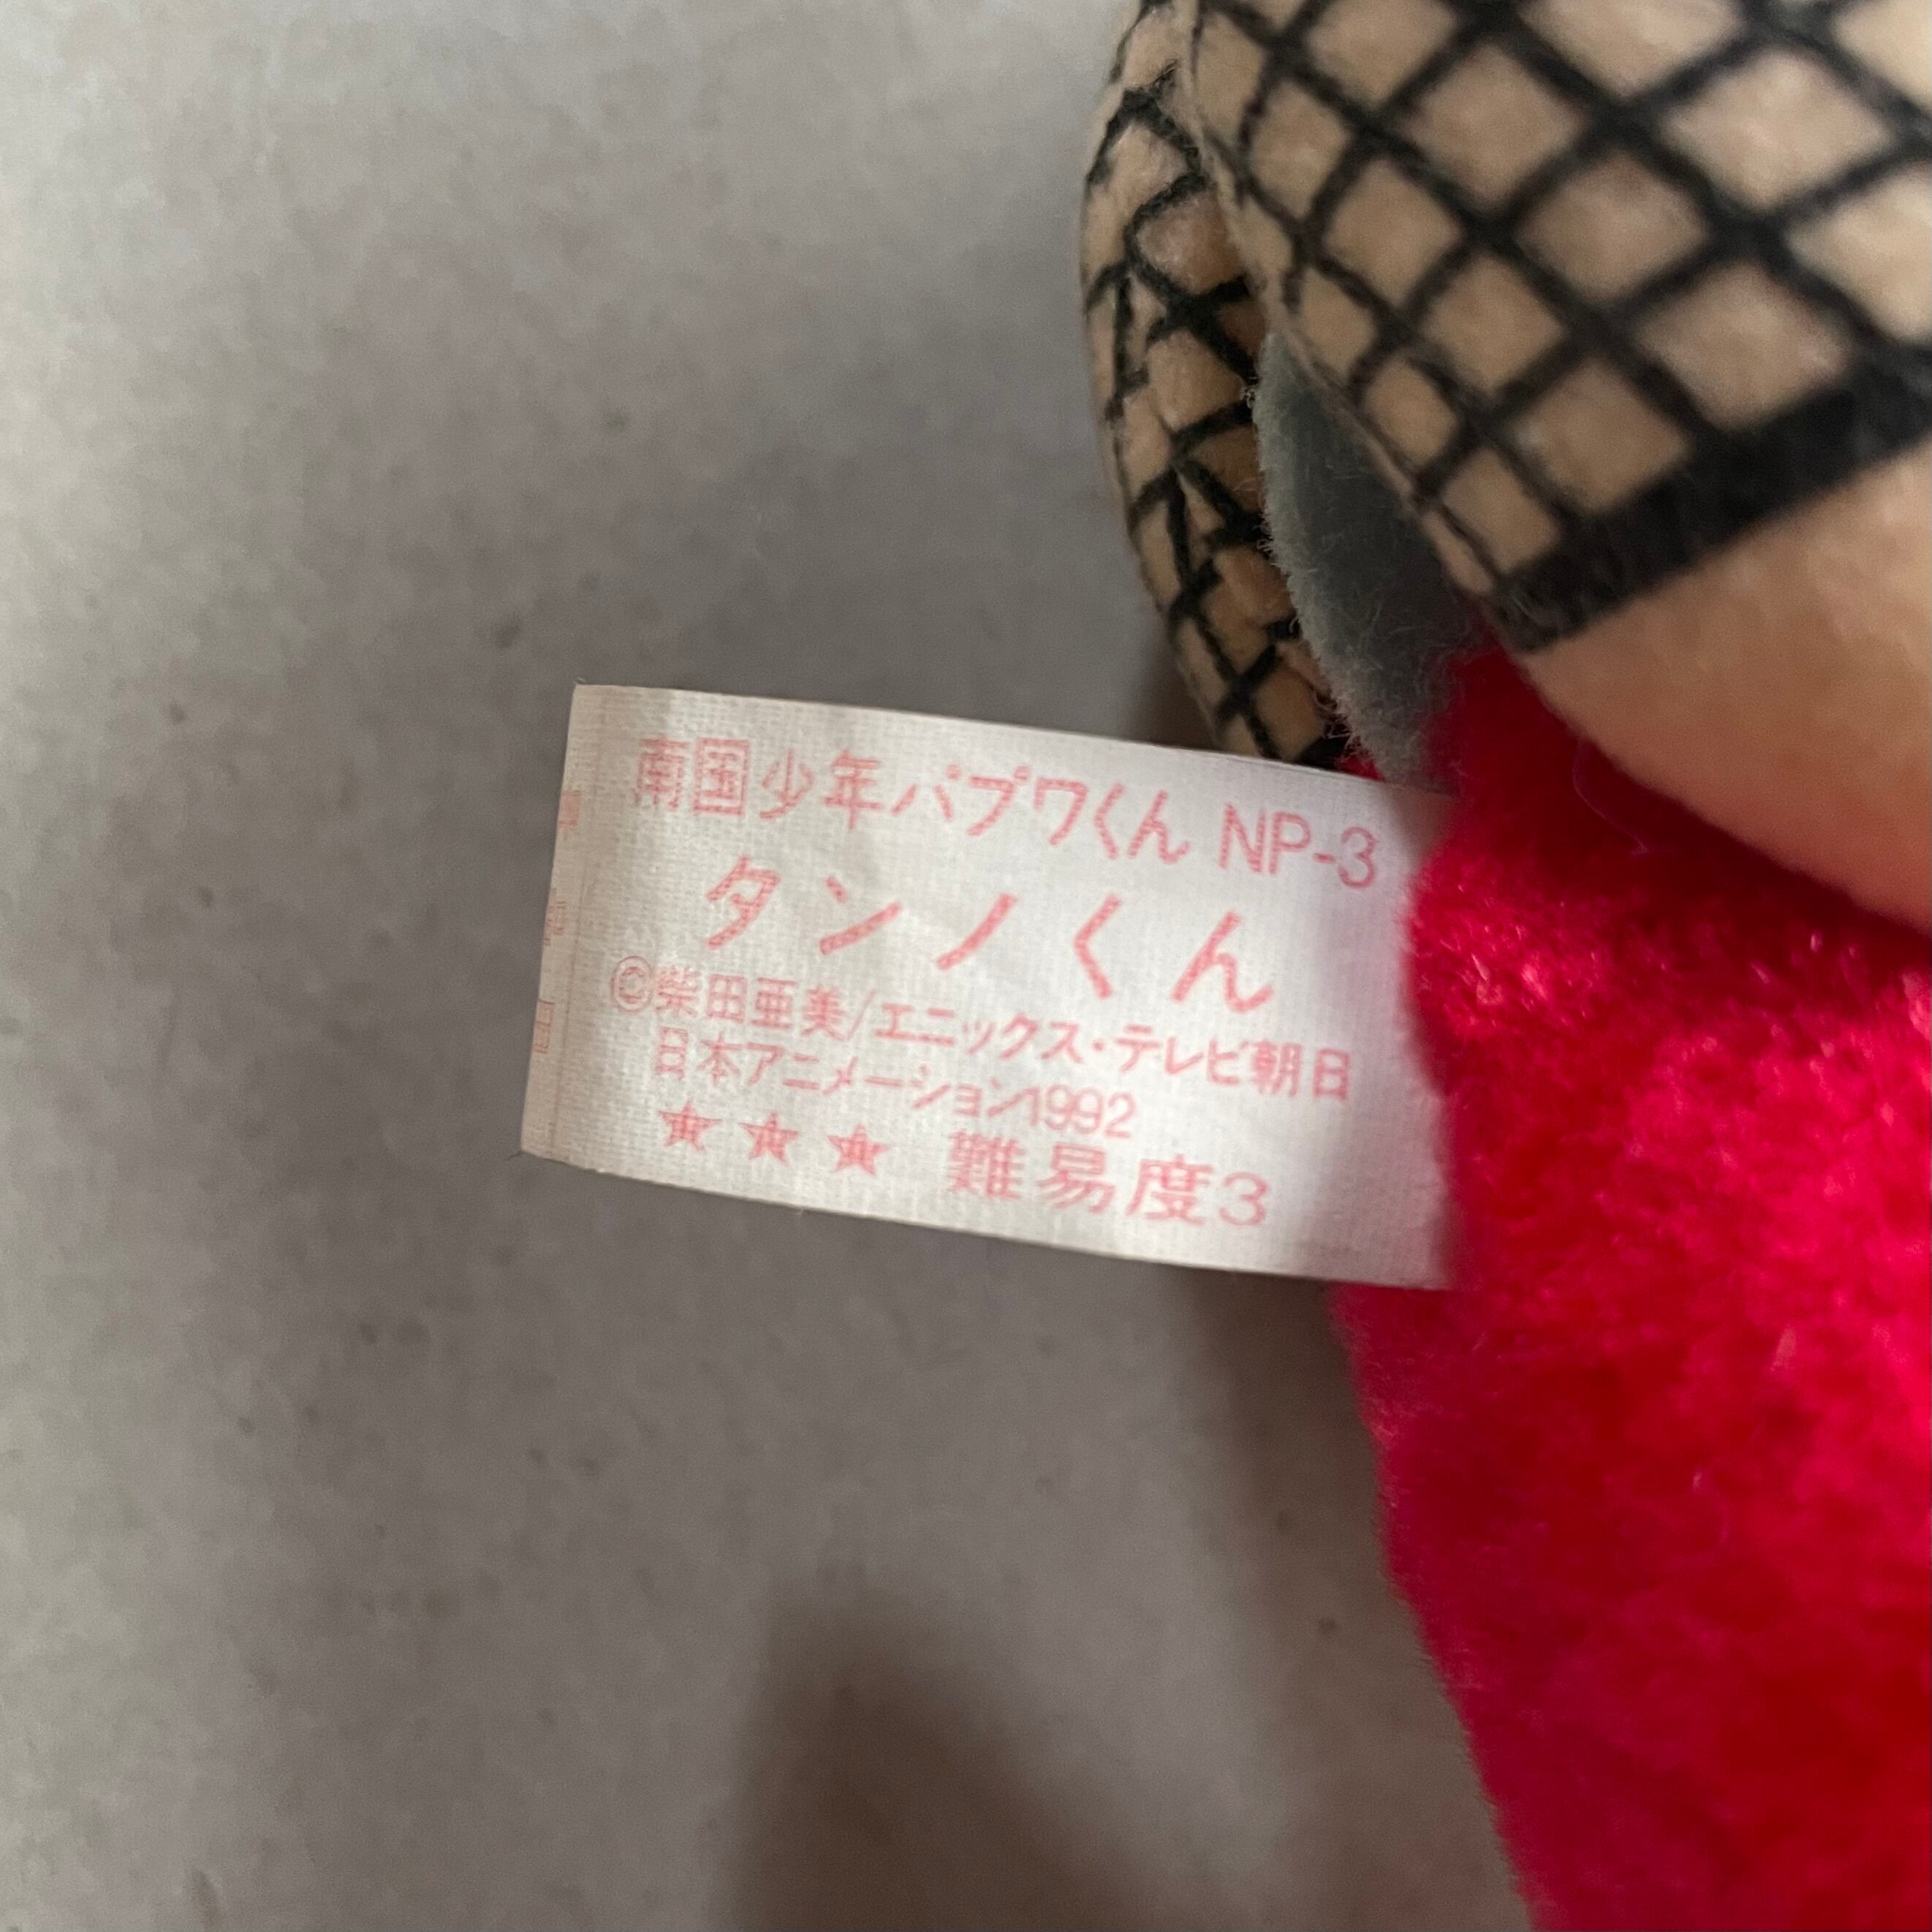 南国少年パプワくん NP-3
タンノくん
©柴田亜美/エニックス・テレビ朝日
日本アニメーション1992
★★★ 難易度3